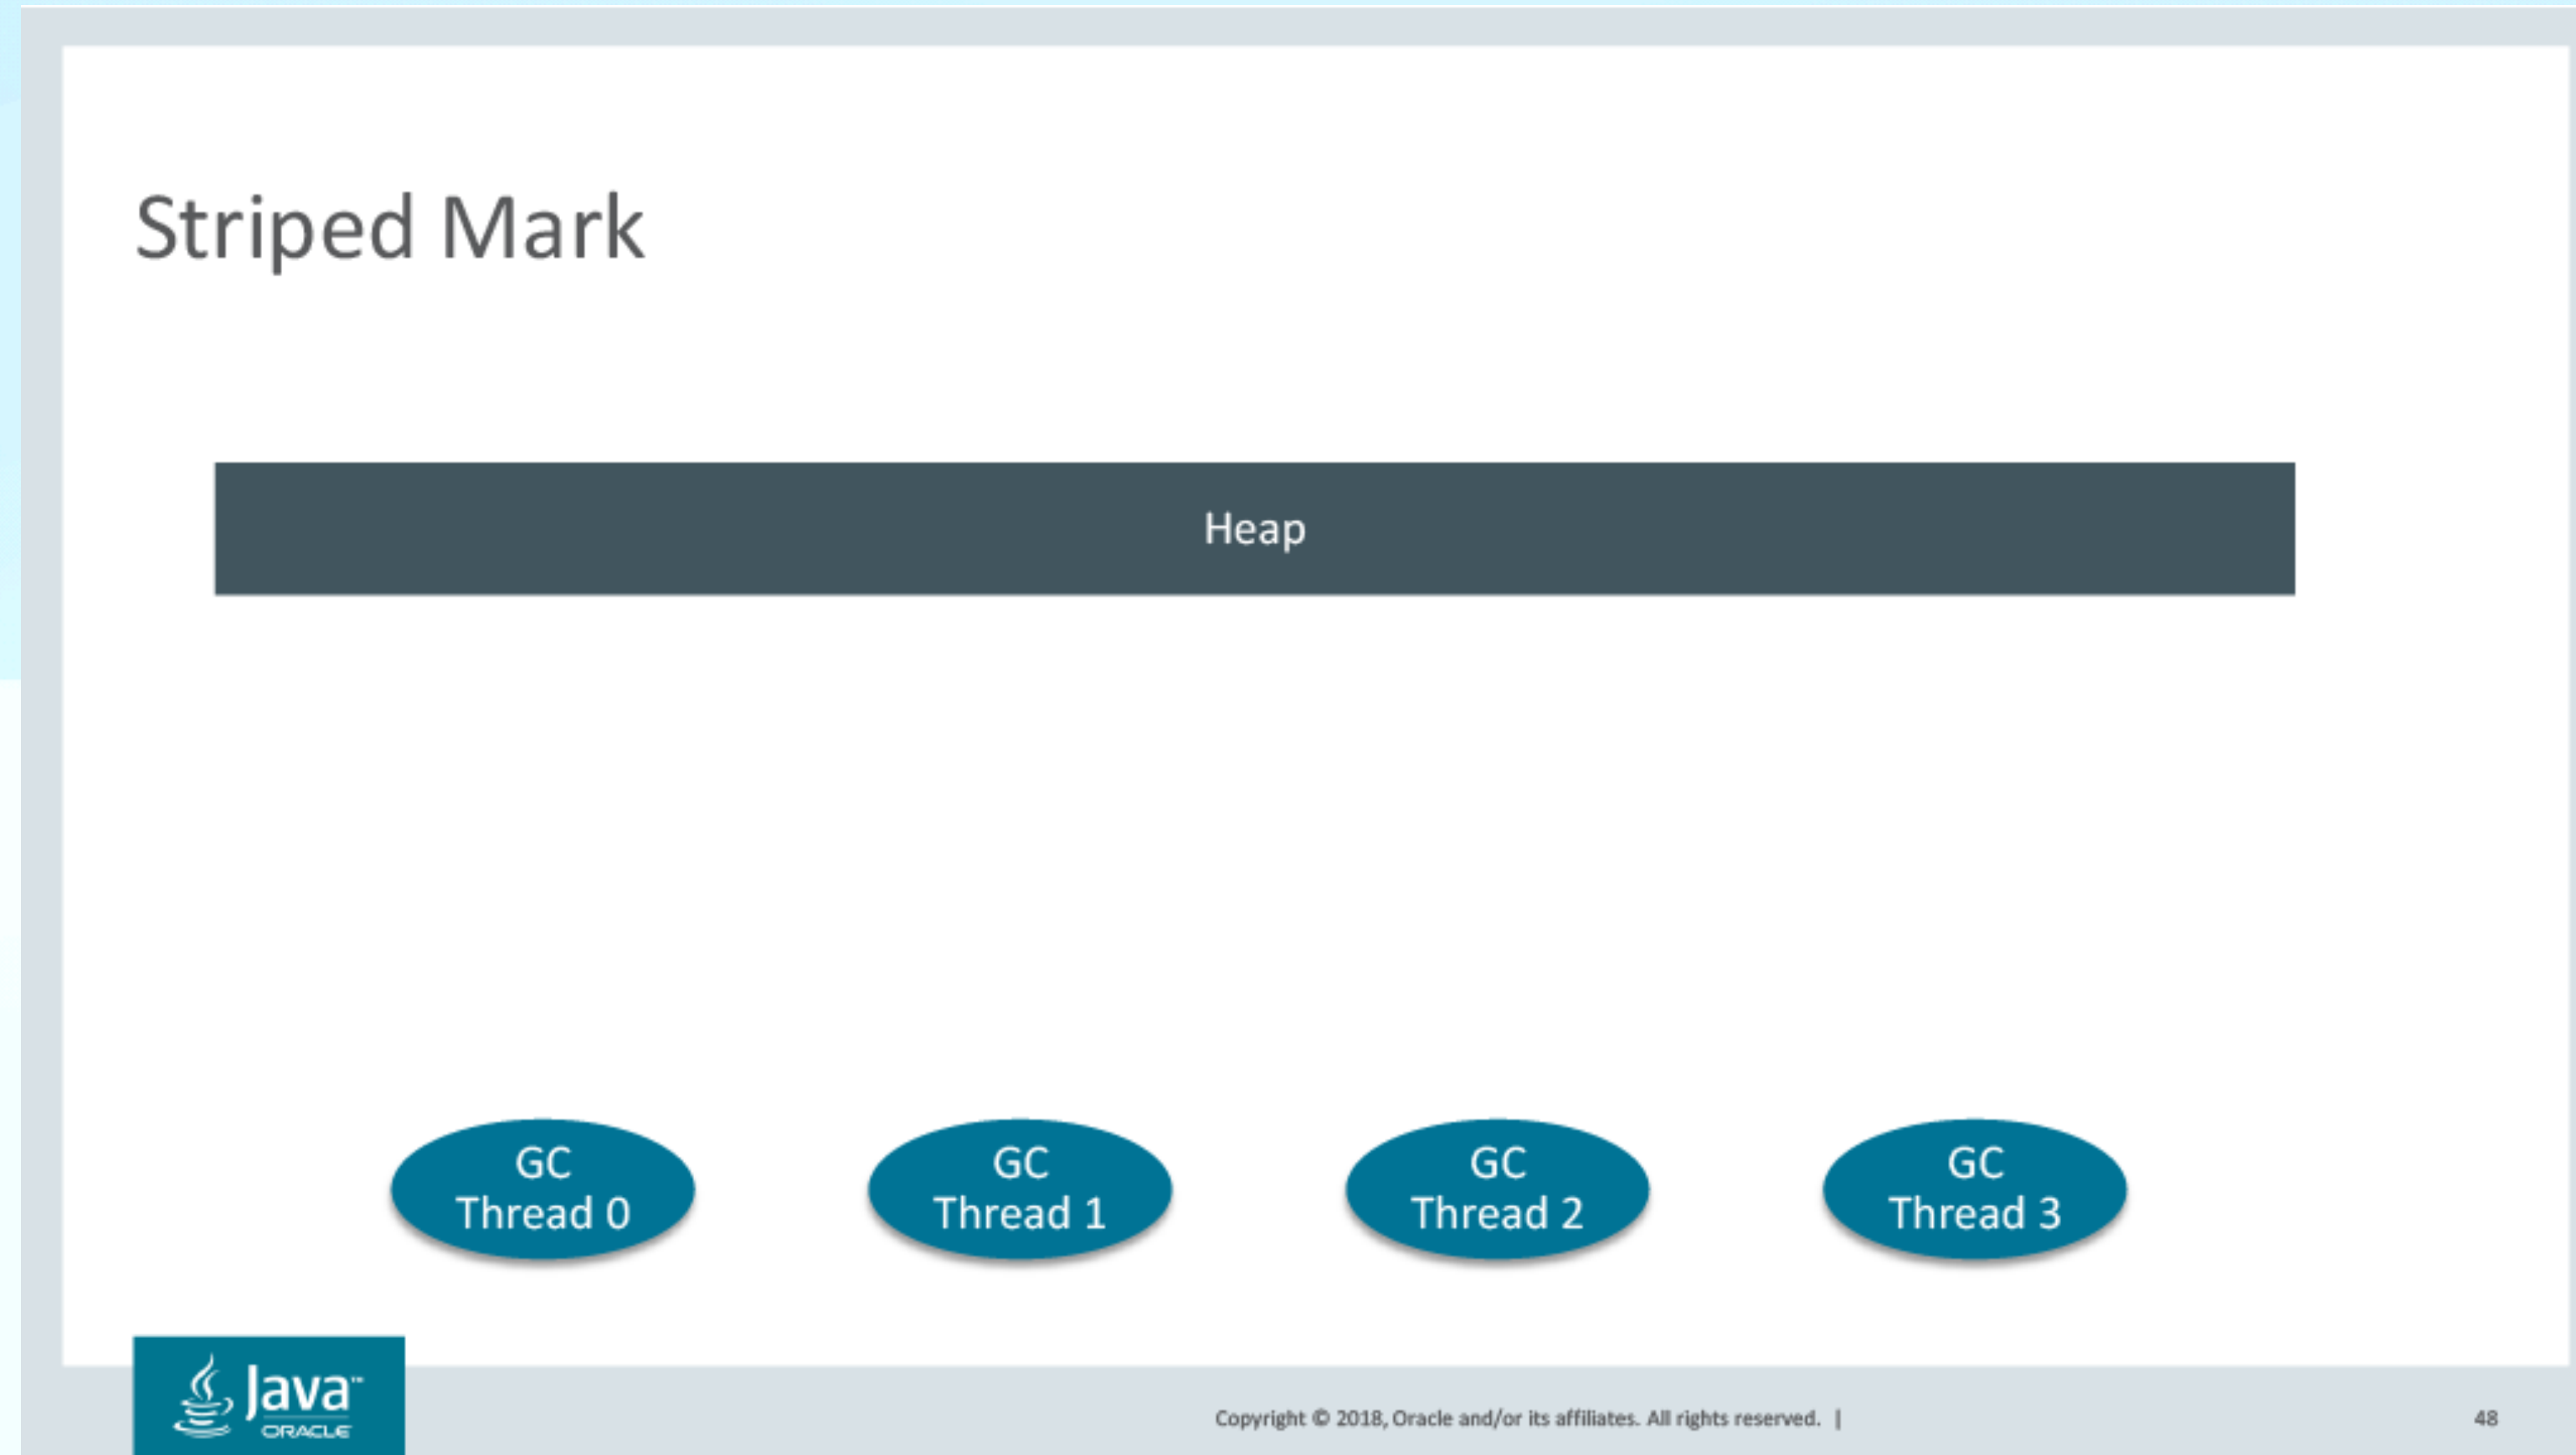 Striped Mark
Heap
GC
Thread 0
GC
Thread 1
GC
Thread 2
GC
Thread 3
Java™
ORACLE
Copyright © 2018, Oracle and/or its affiliates. All rights reserved. |
48